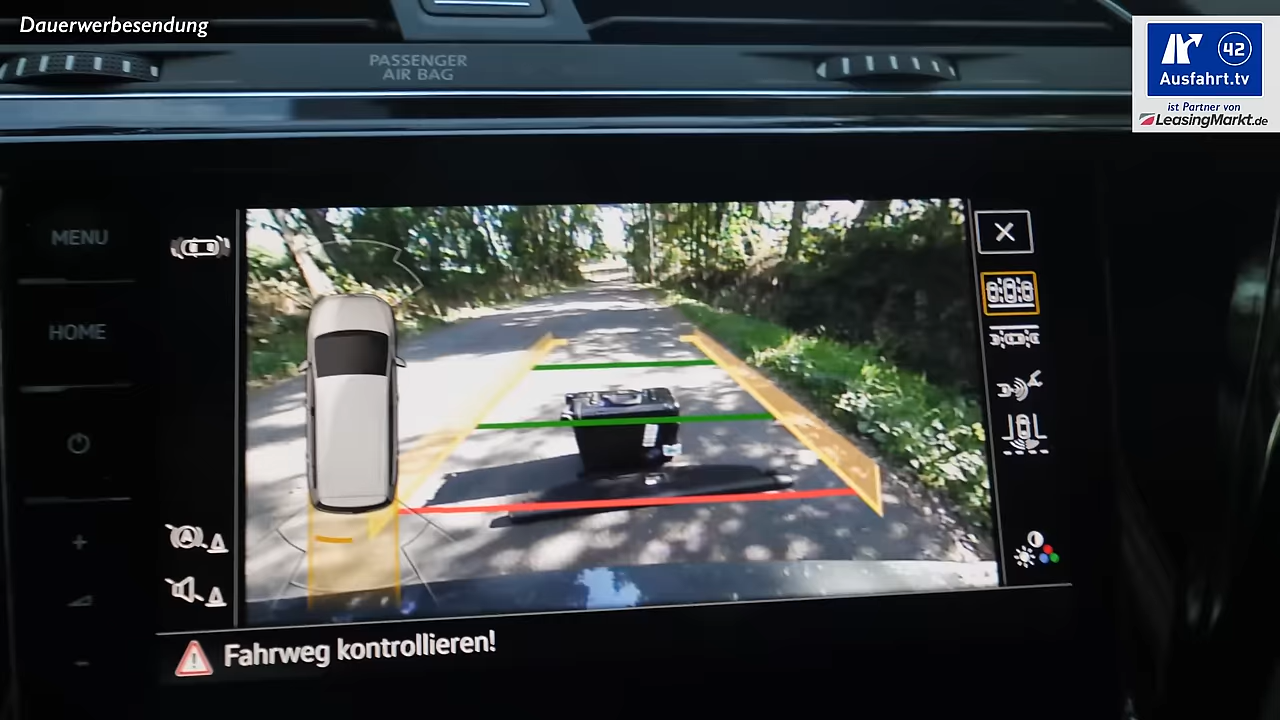 Dauerwerbesendung
42
Ausfahrt.tv
ist Partner von
LeasingMarkt.de
PASSENGER
AIR BAG
MENU
HOME
Fahrweg kontrollieren!